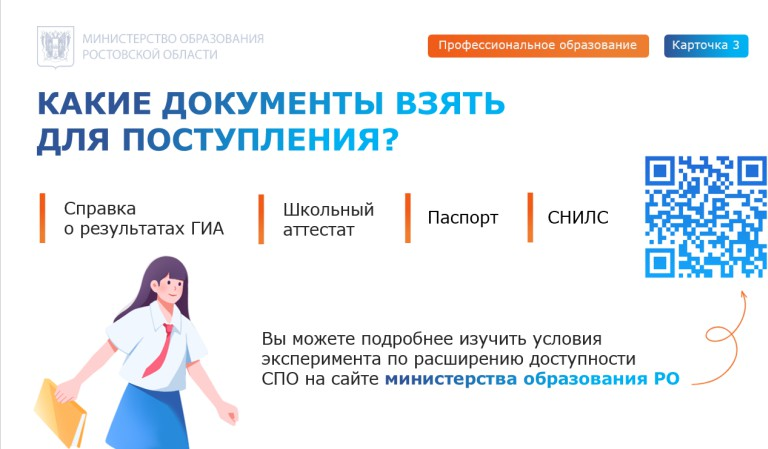 МИНИСТЕРСТВО ОБРАЗОВАНИЯ
РОСТОВСКОЙ ОБЛАСТИ
Профессиональное образование
Карточка 3
КАКИЕ ДОКУМЕНТЫ ВЗЯТЬ
ДЛЯ ПОСТУПЛЕНИЯ?
Справка
о результатах ГИА
Школьный
аттестат
Паспорт
СНИЛС
Вы можете подробнее изучить условия
эксперимента по расширению доступности
СПО на сайте министерства образования РО